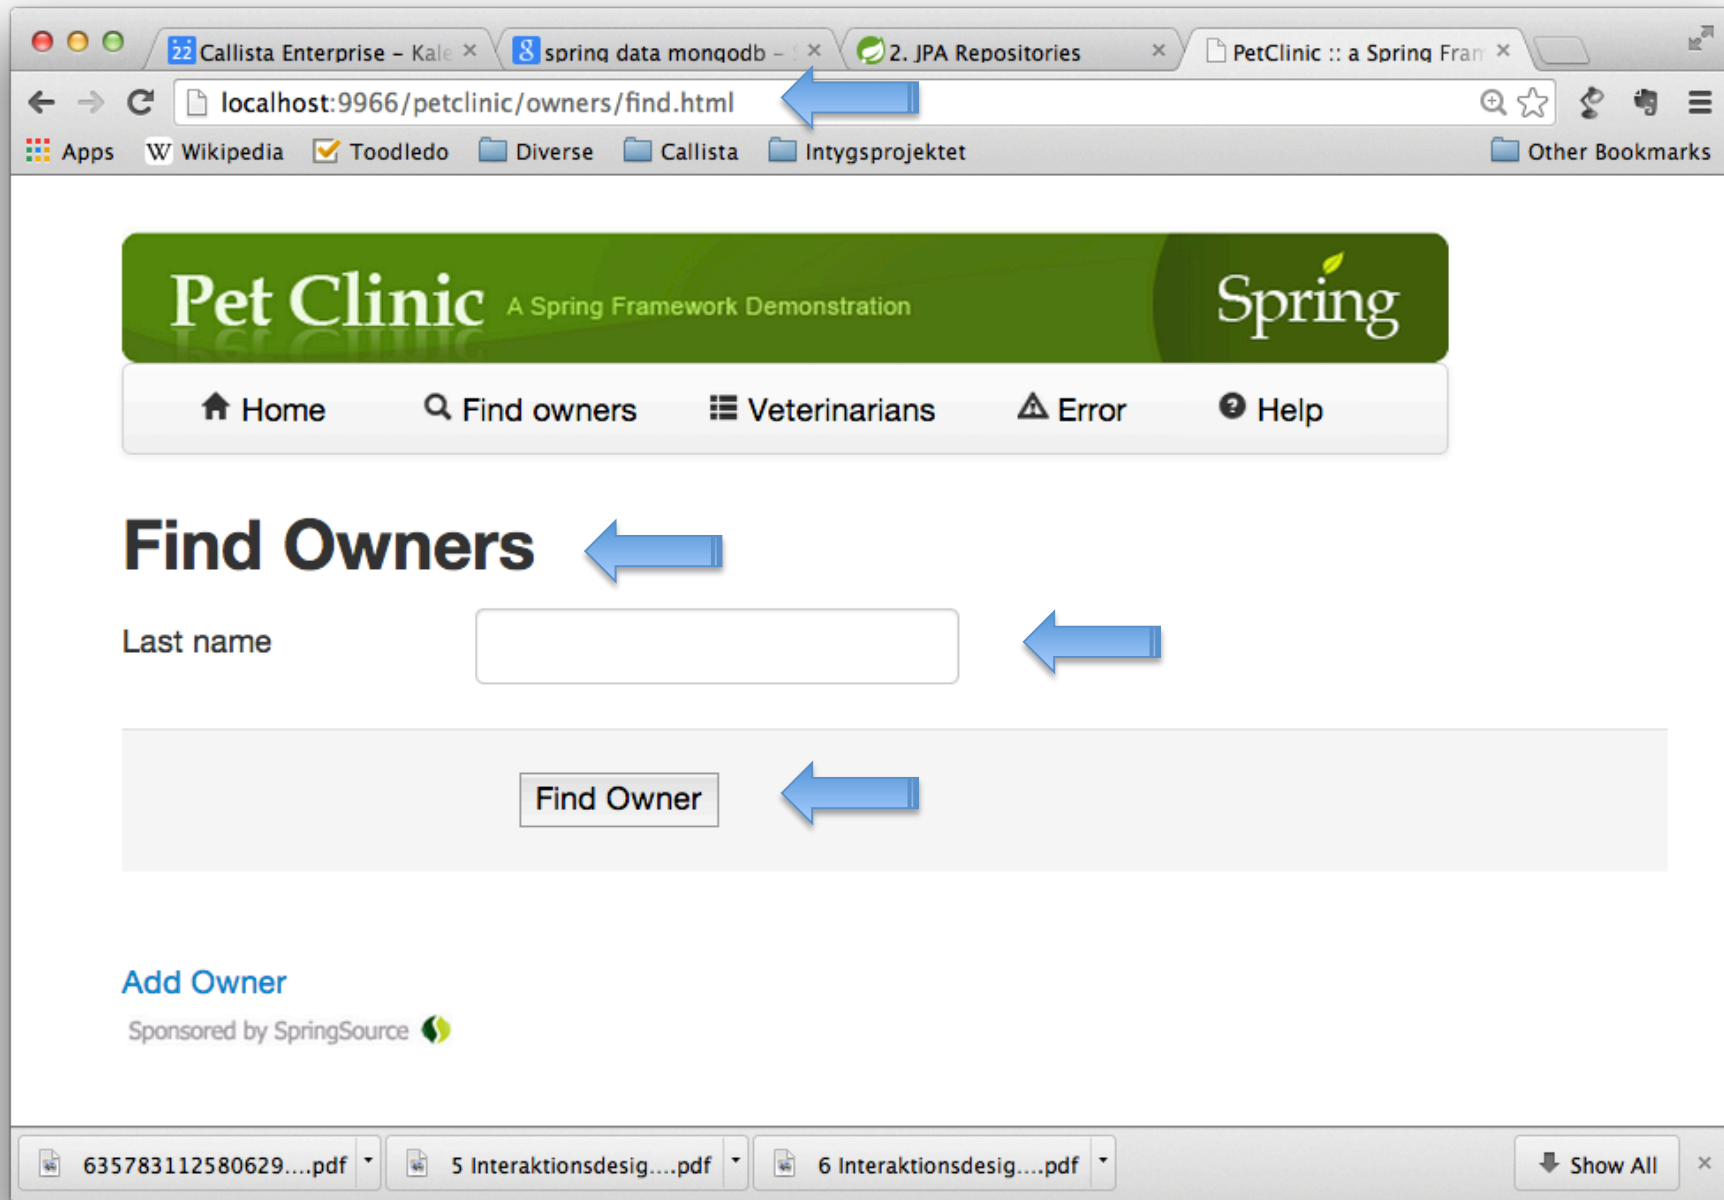 22 Callista Enterprise – Kale 8 spring data mongodb – 2. JPA Repositories PetClinic :: a Spring Fram
localhost:9966/petclinic/owners/find.html
Apps W Wikipedia Toodledo Diverse Callista Intygsprojektet Other Bookmarks
Pet Clinic A Spring Framework Demonstration Spring
Home Find owners Veterinarians Error ? Help
Find Owners
Last name
Find Owner
Add Owner
Sponsored by SpringSource
635783112580629....pdf 5 Interaktionsdesig....pdf 6 Interaktionsdesig....pdf Show All